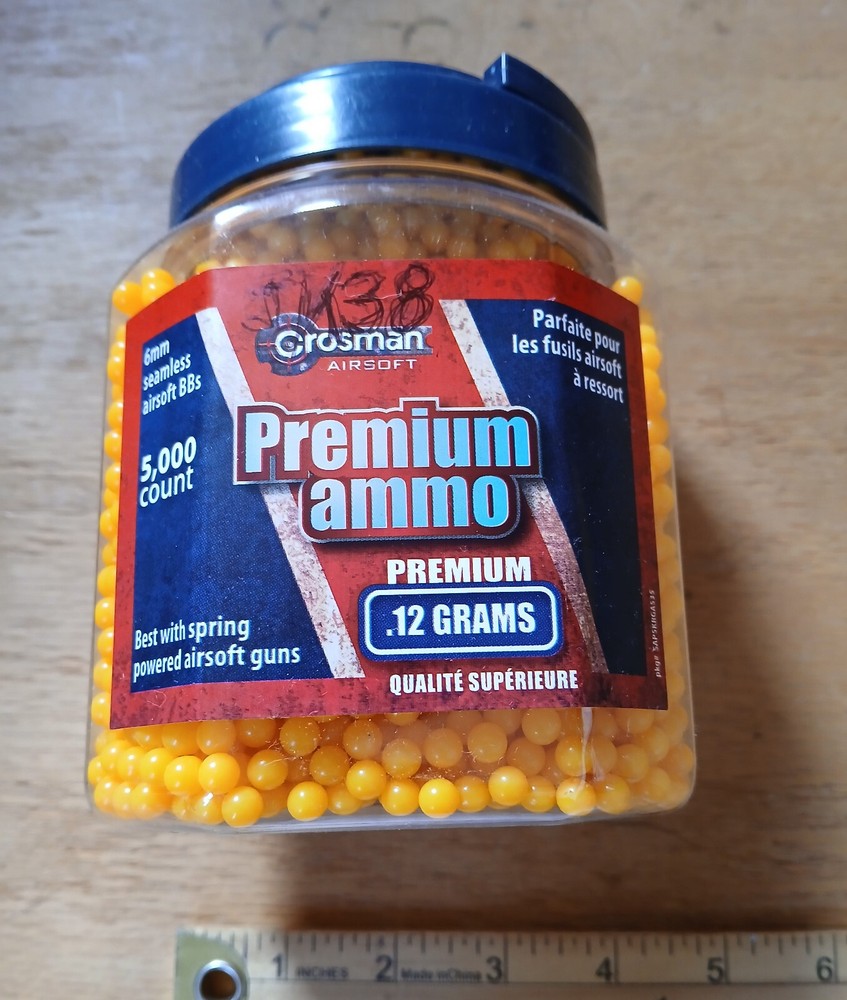 Crosman
AIRSOFT
6mm
seamless
airsoft BBs
5,000
count
Parfaite pour
les fusils airsoft
à ressort
Premium
ammo
PREMIUM
.12 GRAMS
QUALITÉ SUPÉRIEURE
Best with spring
powered airsoft guns
1 INCHES 2 Made in China 3 4 5 6